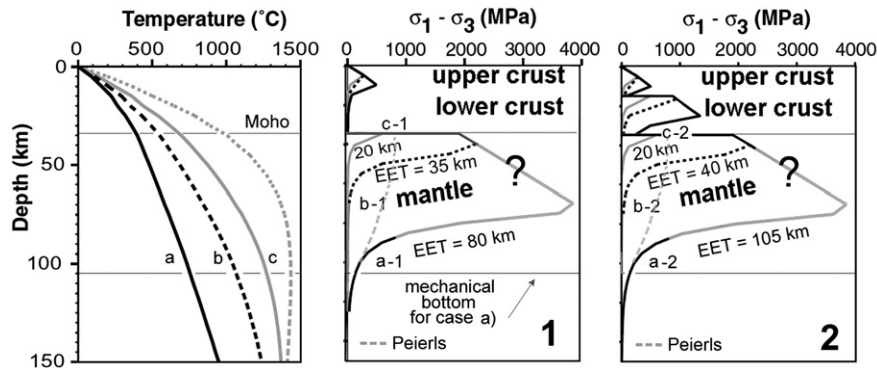 Temperature (°C)
0 500 1000 1500
Depth (km)
0
50
100
150
Moho
a
b
c
σ1 - σ3 (MPa)
0 1000 2000 3000 4000
upper crust
lower crust
c-1
20 km
EET = 35 km
?
b-1
mantle
EET = 80 km
a-1
mechanical
bottom
for case a)
Peierls
1
σ1 - σ3 (MPa)
0 1000 2000 3000 4000
upper crust
lower crust
c-2
20 km
EET = 40 km
?
b-2
mantle
EET = 105 km
a-2
Peierls
2